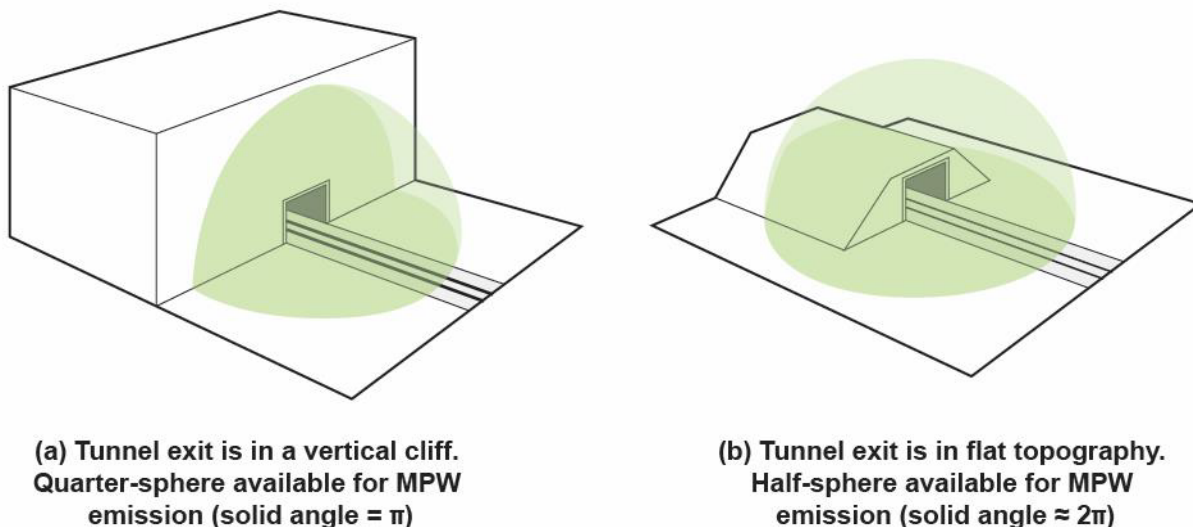 (a) Tunnel exit is in a vertical cliff.
Quarter-sphere available for MPW
emission (solid angle = π)
(b) Tunnel exit is in flat topography.
Half-sphere available for MPW
emission (solid angle ≈ 2π)